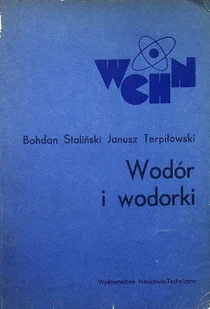 WCHN
Bohdan Staliński Janusz Terpiłowski
Wodór
i wodorki
Wydawnictwa Naukowo-Techniczne